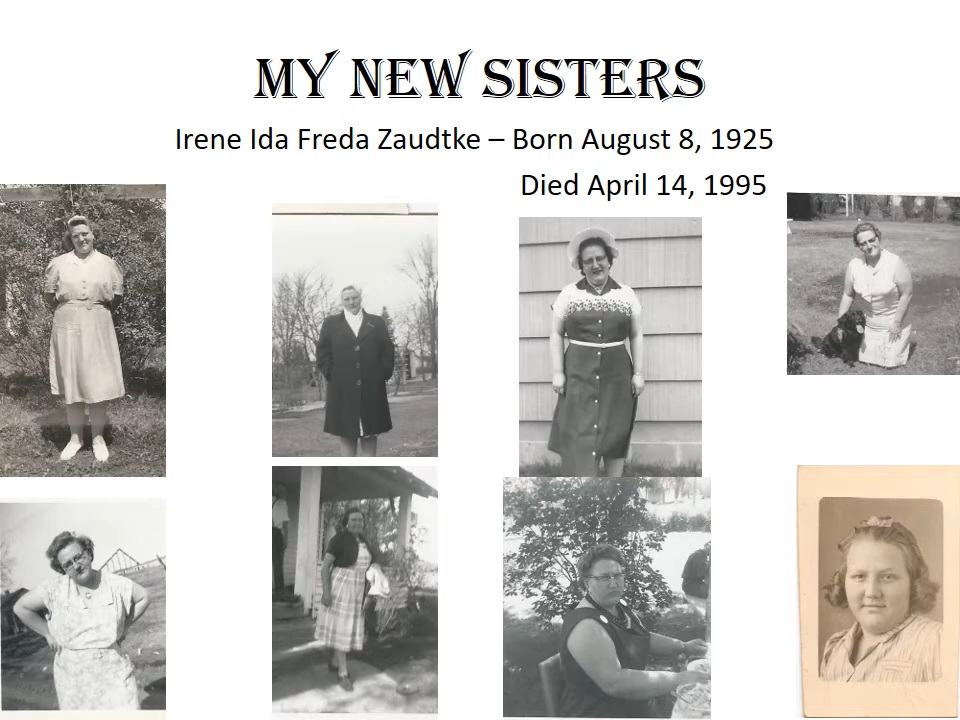 MY NEW SISTERS
Irene Ida Freda Zaudtke – Born August 8, 1925
Died April 14, 1995